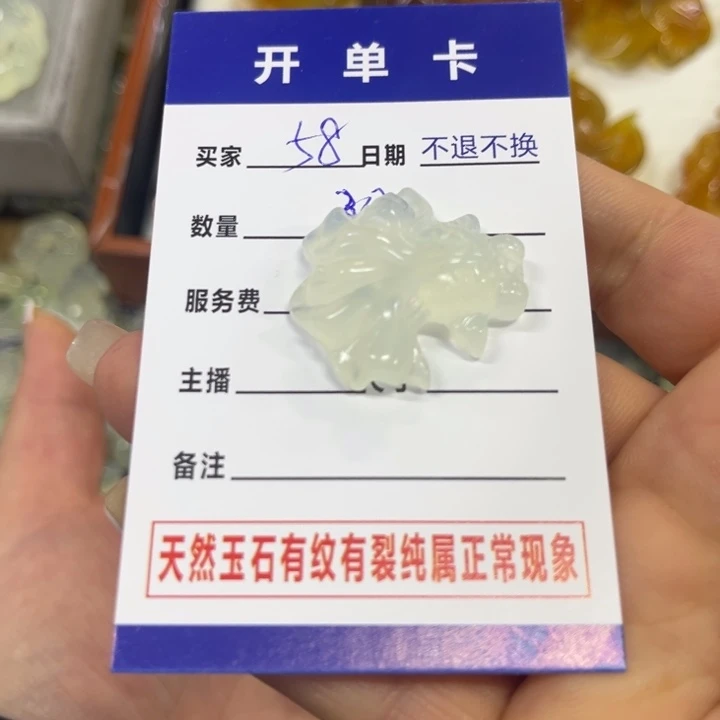 开单卡
买家 58 日期 不退不换
数量
服务费
主播
备注
天然玉石有纹有裂纯属正常现象